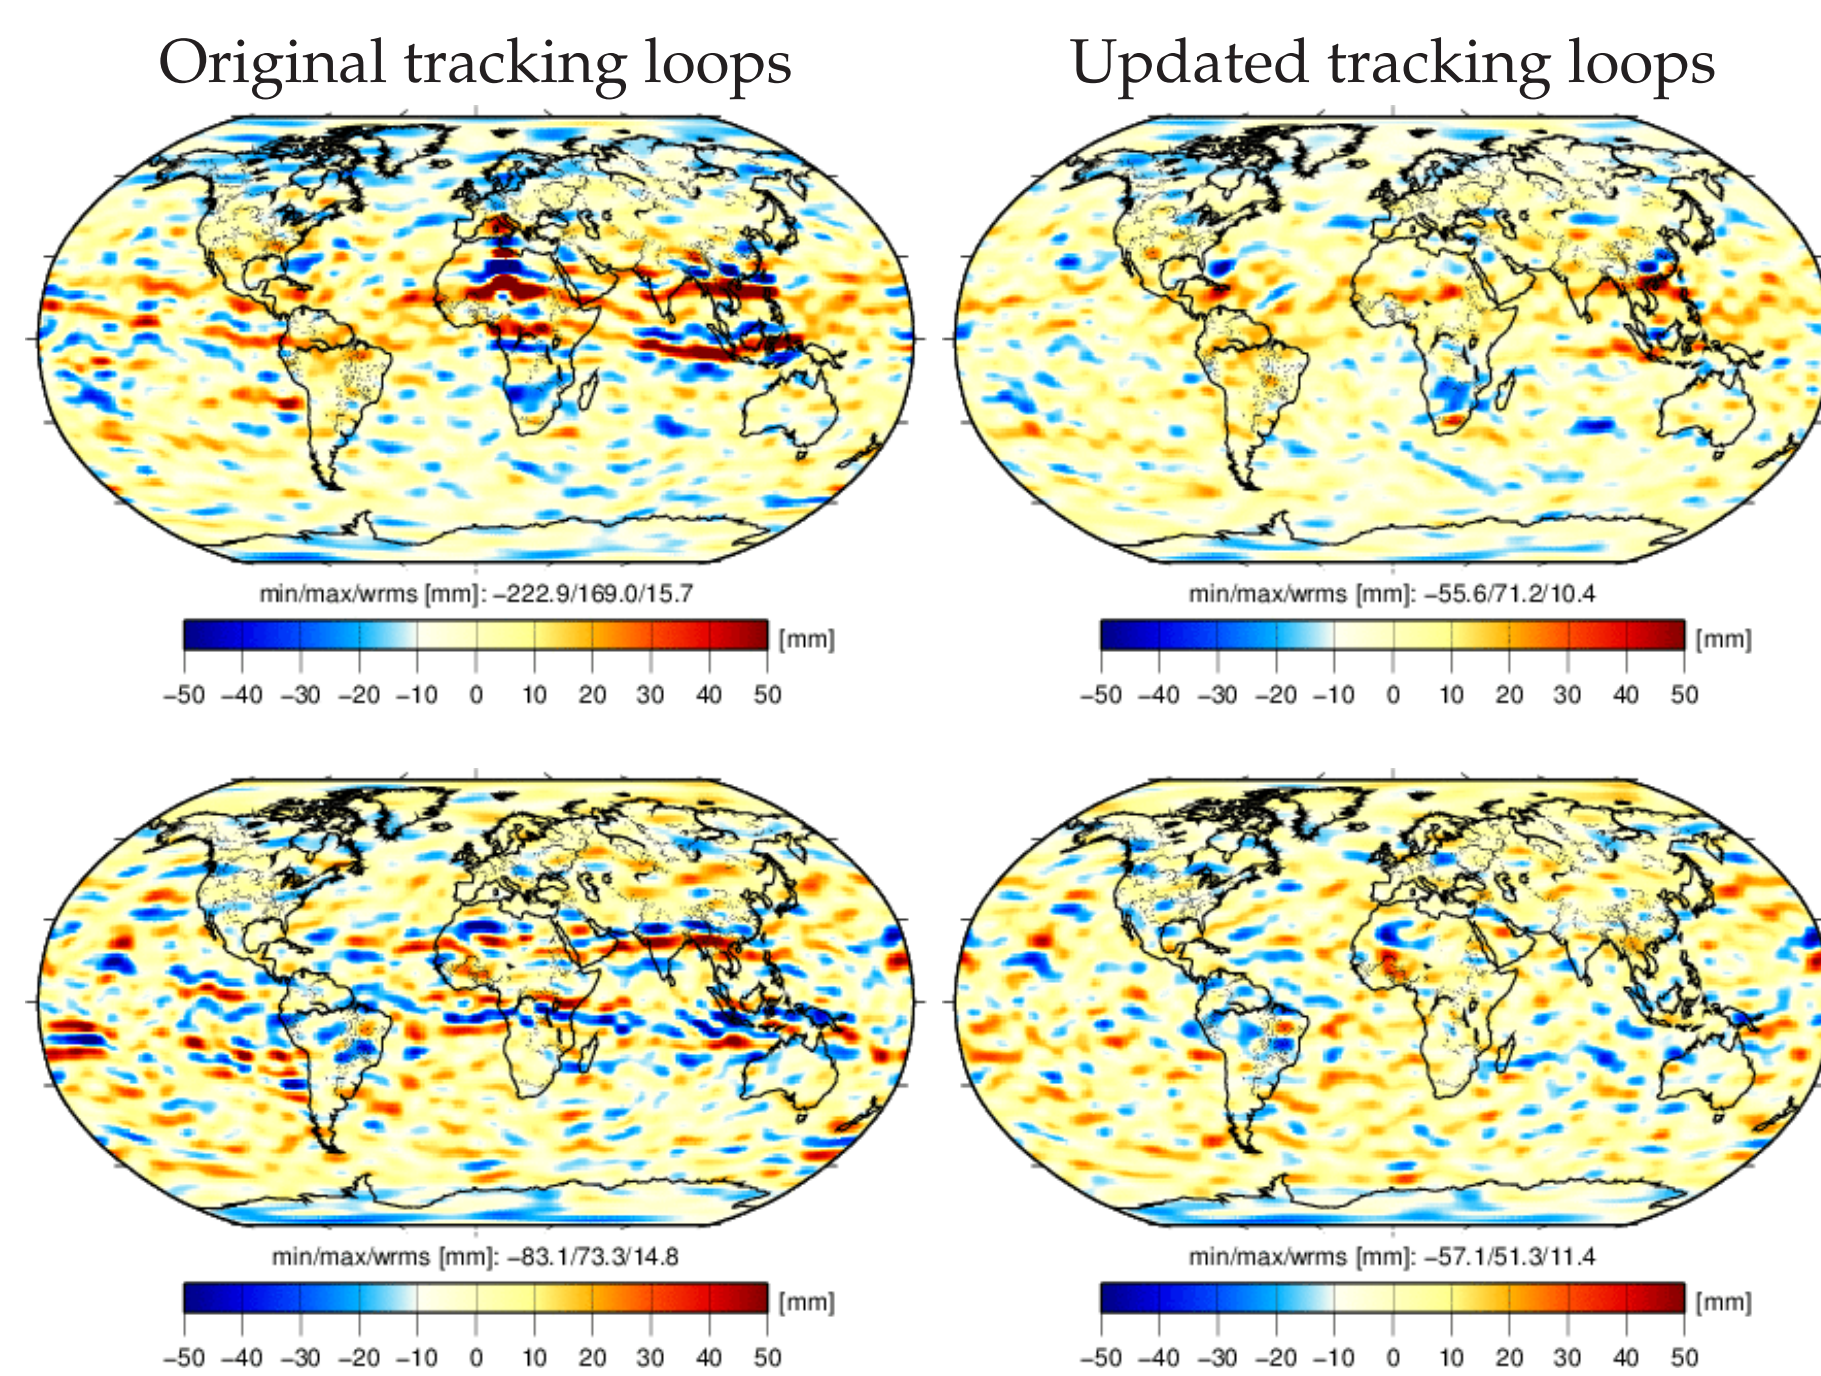 Original tracking loops
Updated tracking loops
min/max/wrms [mm]: −222.9/169.0/15.7
[mm]
−50 −40 −30 −20 −10 0 10 20 30 40 50
min/max/wrms [mm]: −55.6/71.2/10.4
[mm]
−50 −40 −30 −20 −10 0 10 20 30 40 50
min/max/wrms [mm]: −83.1/73.3/14.8
[mm]
−50 −40 −30 −20 −10 0 10 20 30 40 50
min/max/wrms [mm]: −57.1/51.3/11.4
[mm]
−50 −40 −30 −20 −10 0 10 20 30 40 50